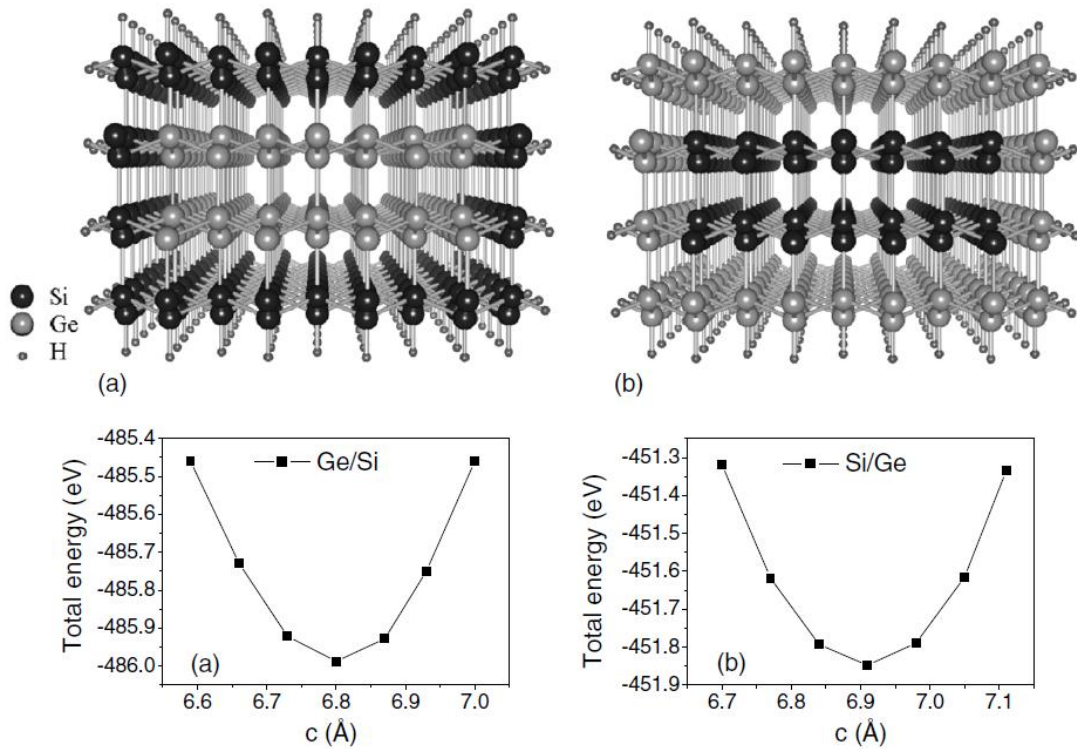 Si
Ge
H
(a)
(b)
-485.4
-485.5
-485.6
-485.7
-485.8
-485.9
-486.0
Total energy (eV)
Ge/Si
(a)
6.6 6.7 6.8 6.9 7.0
c (Å)
-451.3
-451.4
-451.5
-451.6
-451.7
-451.8
-451.9
Total energy (eV)
Si/Ge
(b)
6.7 6.8 6.9 7.0 7.1
c (Å)